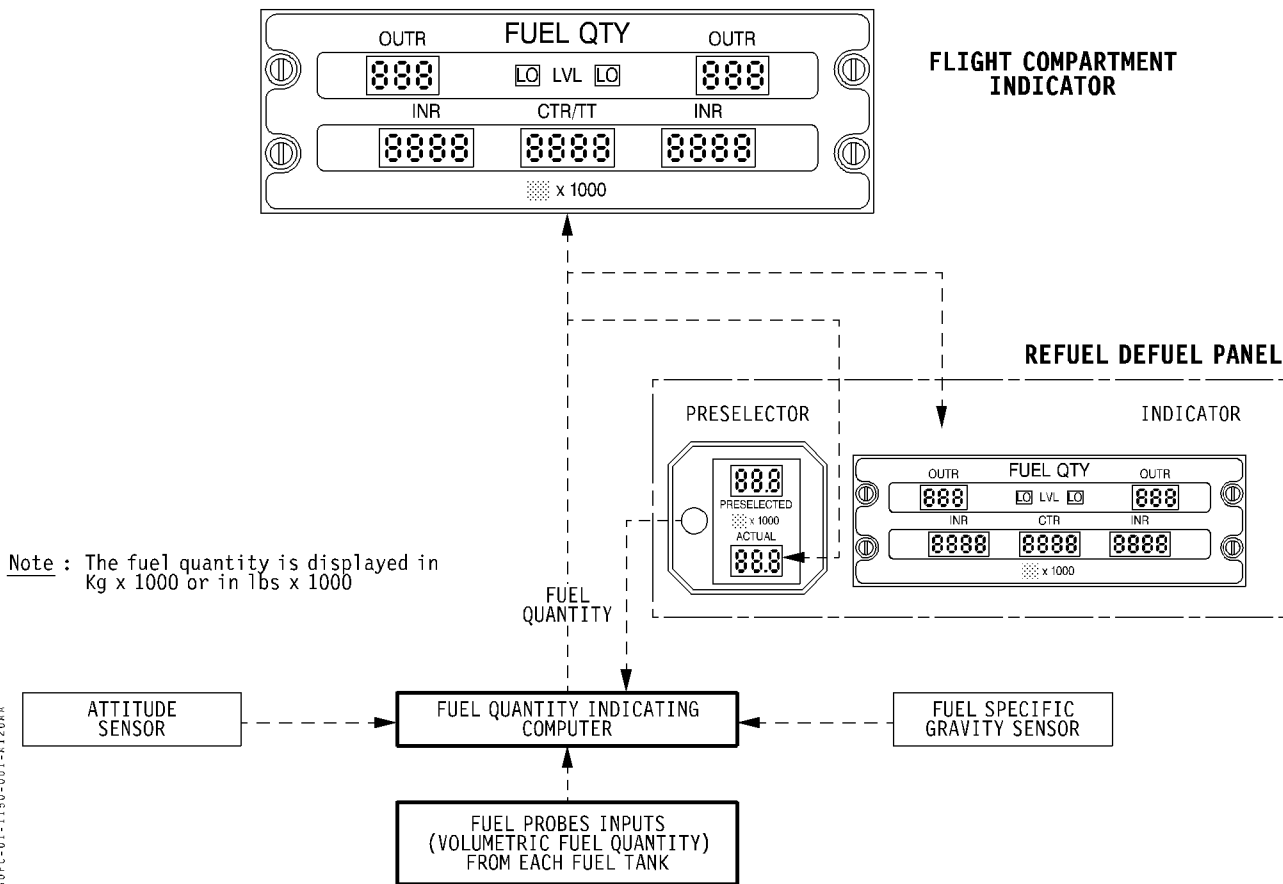 OUTR FUEL QTY OUTR
888 LO LVL LO 888
INR CTR/TT INR
8888 8888 8888
x 1000
FLIGHT COMPARTMENT
INDICATOR
REFUEL DEFUEL PANEL
PRESELECTOR
88.8
PRESELECTED
x 1000
ACTUAL
88.8
INDICATOR
OUTR FUEL QTY OUTR
888 LO LVL LO 888
INR CTR INR
8888 8888 8888
x 1000
Note : The fuel quantity is displayed in
Kg x 1000 or in lbs x 1000
FUEL
QUANTITY
ATTITUDE
SENSOR
FUEL QUANTITY INDICATING
COMPUTER
FUEL SPECIFIC
GRAVITY SENSOR
FUEL PROBES INPUTS
(VOLUMETRIC FUEL QUANTITY)
FROM EACH FUEL TANK